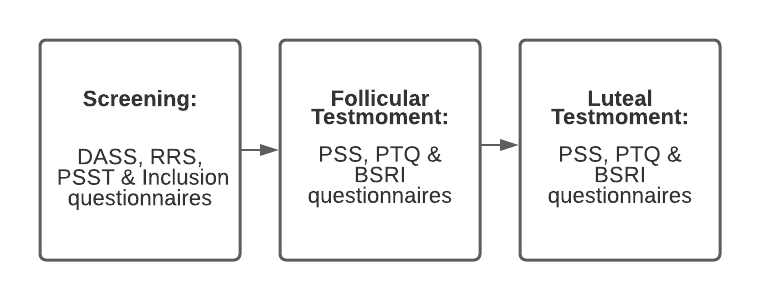 Screening:
DASS, RRS,
PSST & Inclusion
questionnaires
Follicular
Testmoment:
PSS, PTQ &
BSRI
questionnaires
Luteal
Testmoment:
PSS, PTQ &
BSRI
questionnaires